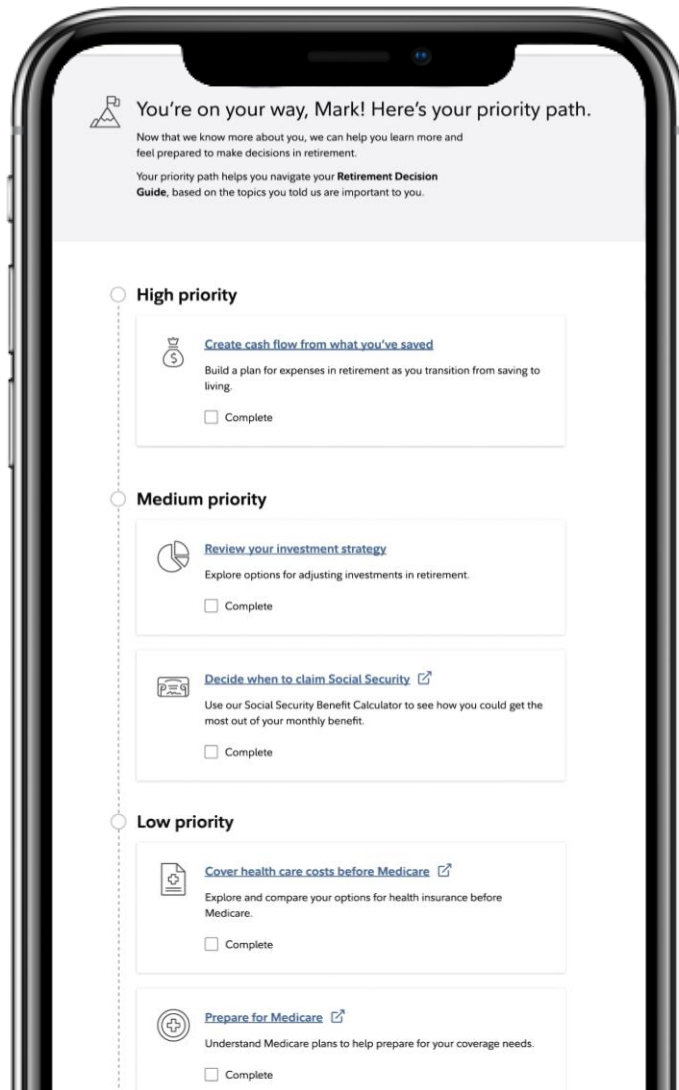 You're on your way, Mark! Here's your priority path.
Now that we know more about you, we can help you learn more and
feel prepared to make decisions in retirement.
Your priority path helps you navigate your Retirement Decision
Guide, based on the topics you told us are important to you.
High priority
Create cash flow from what you've saved
Build a plan for expenses in retirement as you transition from saving to
living.
Complete
Medium priority
Review your investment strategy
Explore options for adjusting investments in retirement.
Complete
Decide when to claim Social Security
Use our Social Security Benefit Calculator to see how you could get the
most out of your monthly benefit.
Complete
Low priority
Cover health care costs before Medicare
Explore and compare your options for health insurance before
Medicare.
Complete
Prepare for Medicare
Understand Medicare plans to help prepare for your coverage needs.
Complete